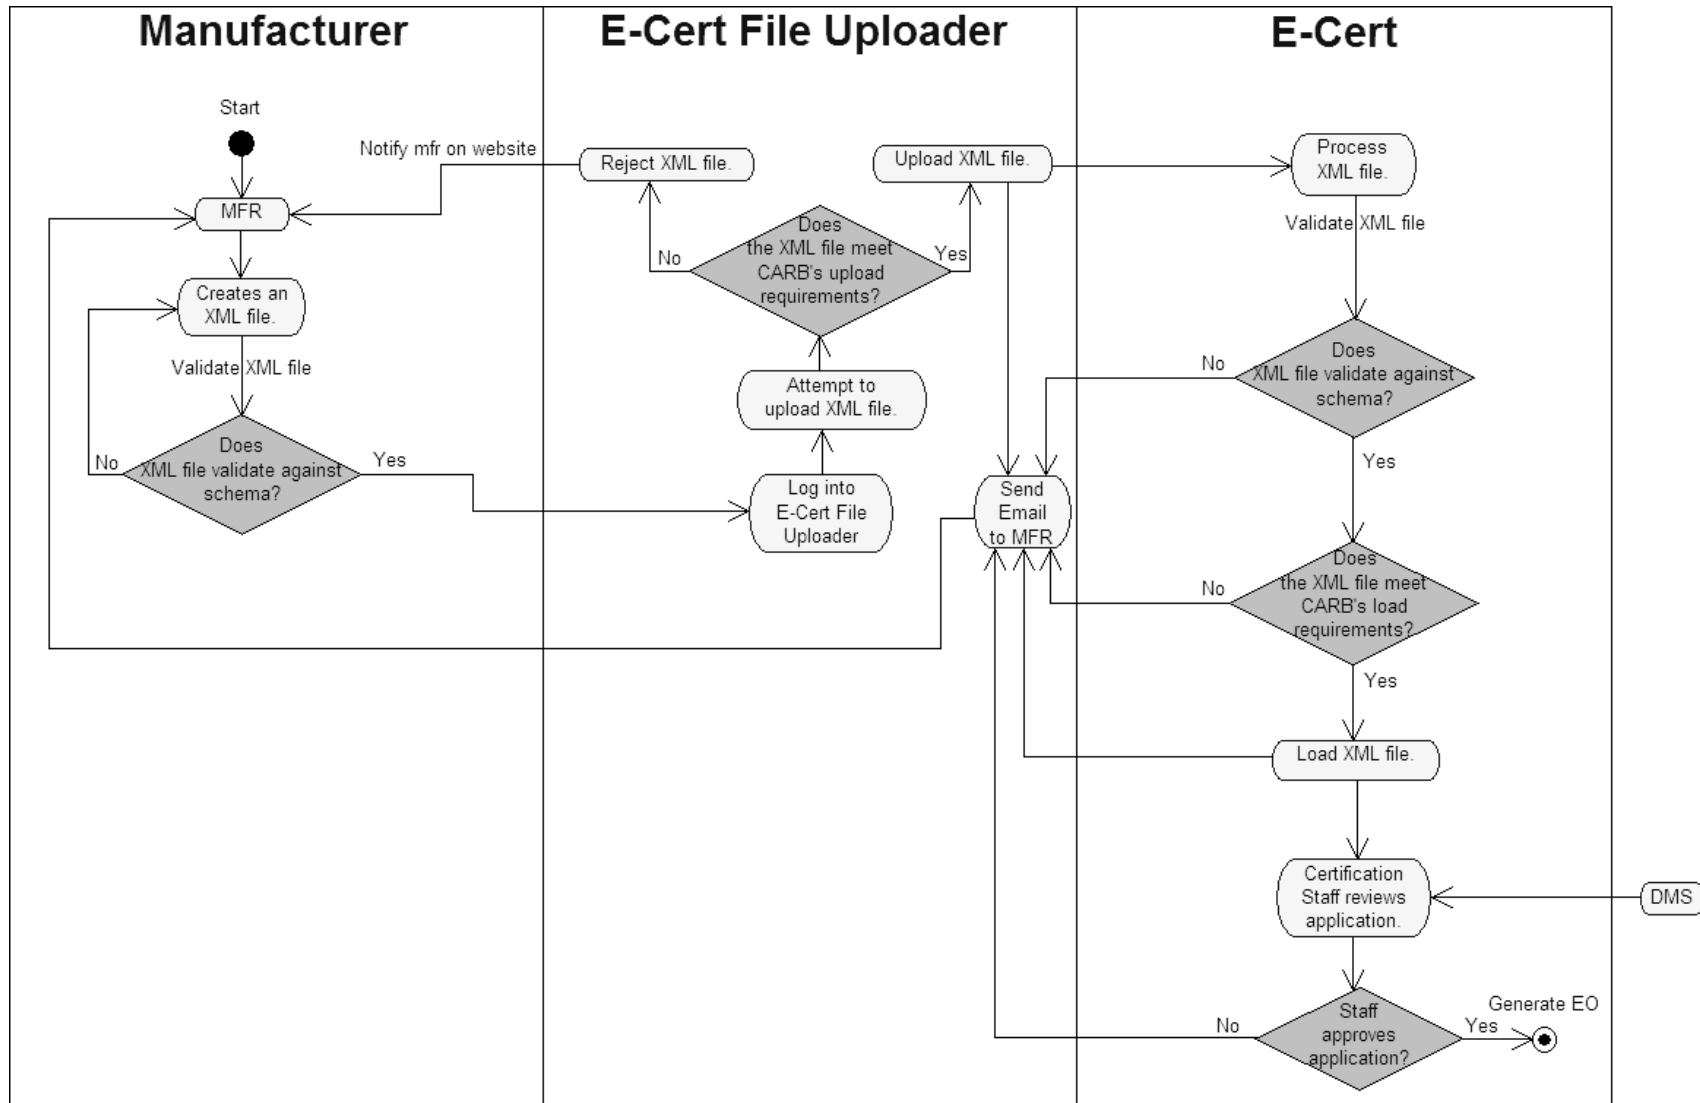 Manufacturer
E-Cert File Uploader
E-Cert
Start
MFR
Creates an
XML file.
Validate XML file
Does
XML file validate against
schema?
No
Yes
Notify mfr on website
Reject XML file.
Upload XML file.
Does
the XML file meet
CARB's upload
requirements?
No
Yes
Attempt to
upload XML file.
Log into
E-Cert File
Uploader
Send
Email
to MFR
Process
XML file.
Validate XML file
Does
XML file validate against
schema?
No
Yes
Does
the XML file meet
CARB's load
requirements?
No
Yes
Load XML file.
Certification
Staff reviews
application.
DMS
Staff
approves
application?
No
Yes
Generate EO